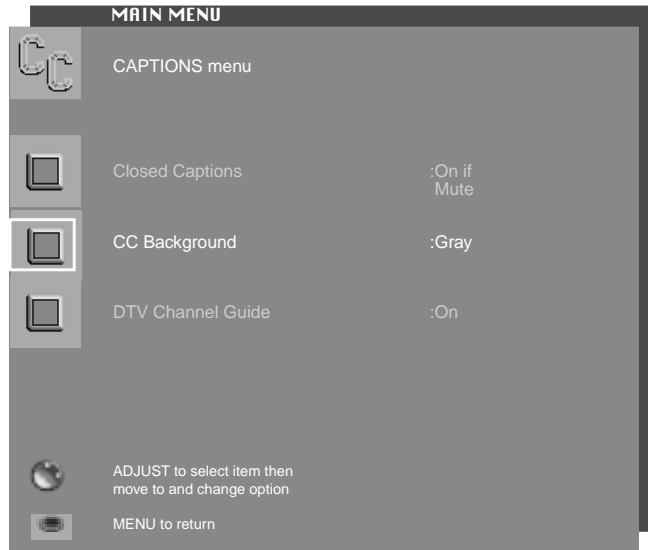 MAIN MENU
CC
CAPTIONS menu
Closed Captions :On if
Mute
CC Background :Gray
DTV Channel Guide :On
ADJUST to select item then
move to and change option
MENU to return